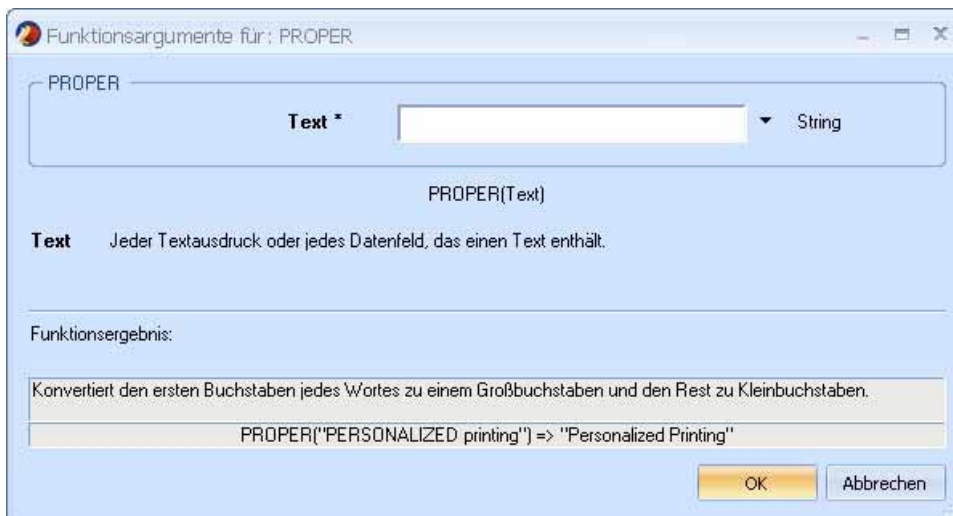 Funktionsargumente für: PROPER
PROPER
Text * String
PROPER(Text)
Text Jeder Textausdruck oder jedes Datenfeld, das einen Text enthält.
Funktionsergebnis:
Konvertiert den ersten Buchstaben jedes Wortes zu einem Großbuchstaben und den Rest zu Kleinbuchstaben.
PROPER("PERSONALIZED printing") => "Personalized Printing"
OK Abbrechen